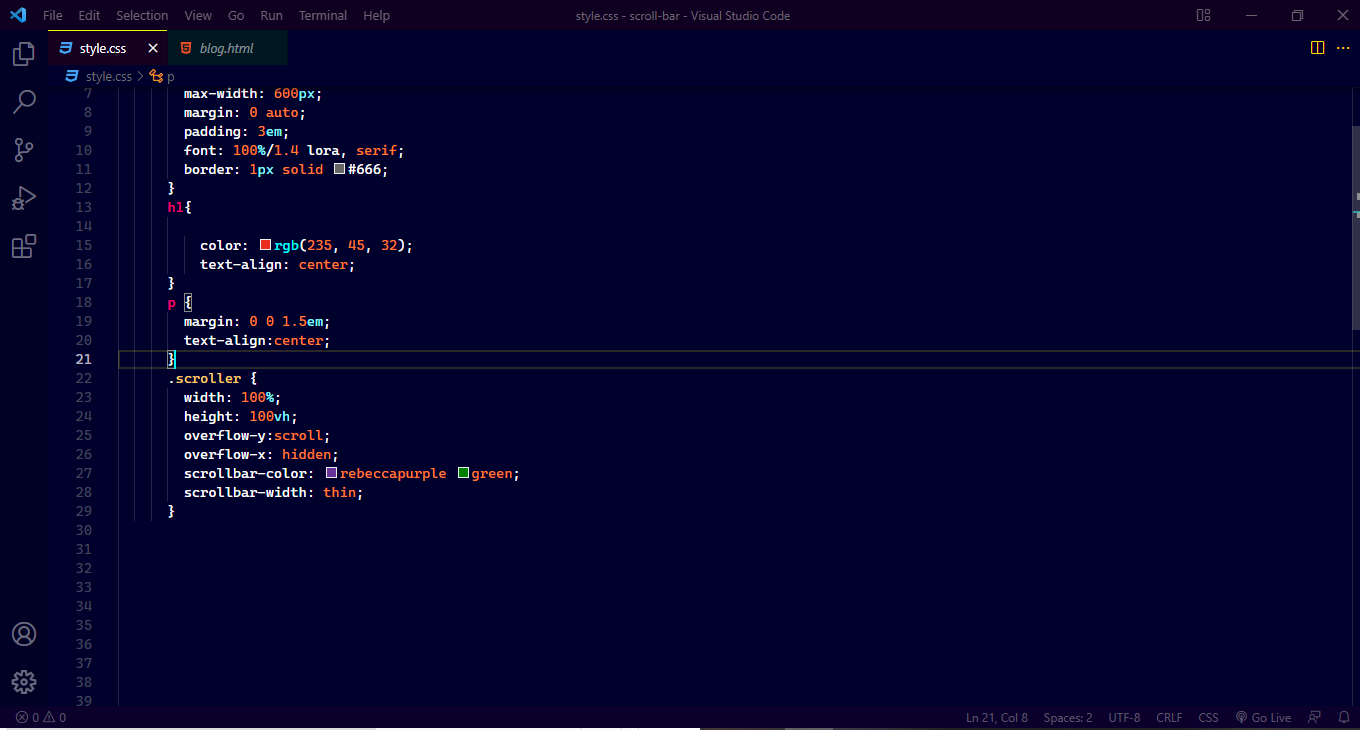 File Edit Selection View Go Run Terminal Help style.css - scroll-bar - Visual Studio Code
style.css blog.html
style.css > p
7 max-width: 600px;
8 margin: 0 auto;
9 padding: 3em;
10 font: 100%/1.4 lora, serif;
11 border: 1px solid #666;
12 }
13 h1{
14
15 color: rgb(235, 45, 32);
16 text-align: center;
17 }
18 p {
19 margin: 0 0 1.5em;
20 text-align:center;
21 }
22 .scroller {
23 width: 100%;
24 height: 100vh;
25 overflow-y:scroll;
26 overflow-x: hidden;
27 scrollbar-color: rebeccapurple green;
28 scrollbar-width: thin;
29 }
30
31
32
33
34
35
36
37
38
39
0 0 Ln 21, Col 8 Spaces: 2 UTF-8 CRLF CSS Go Live